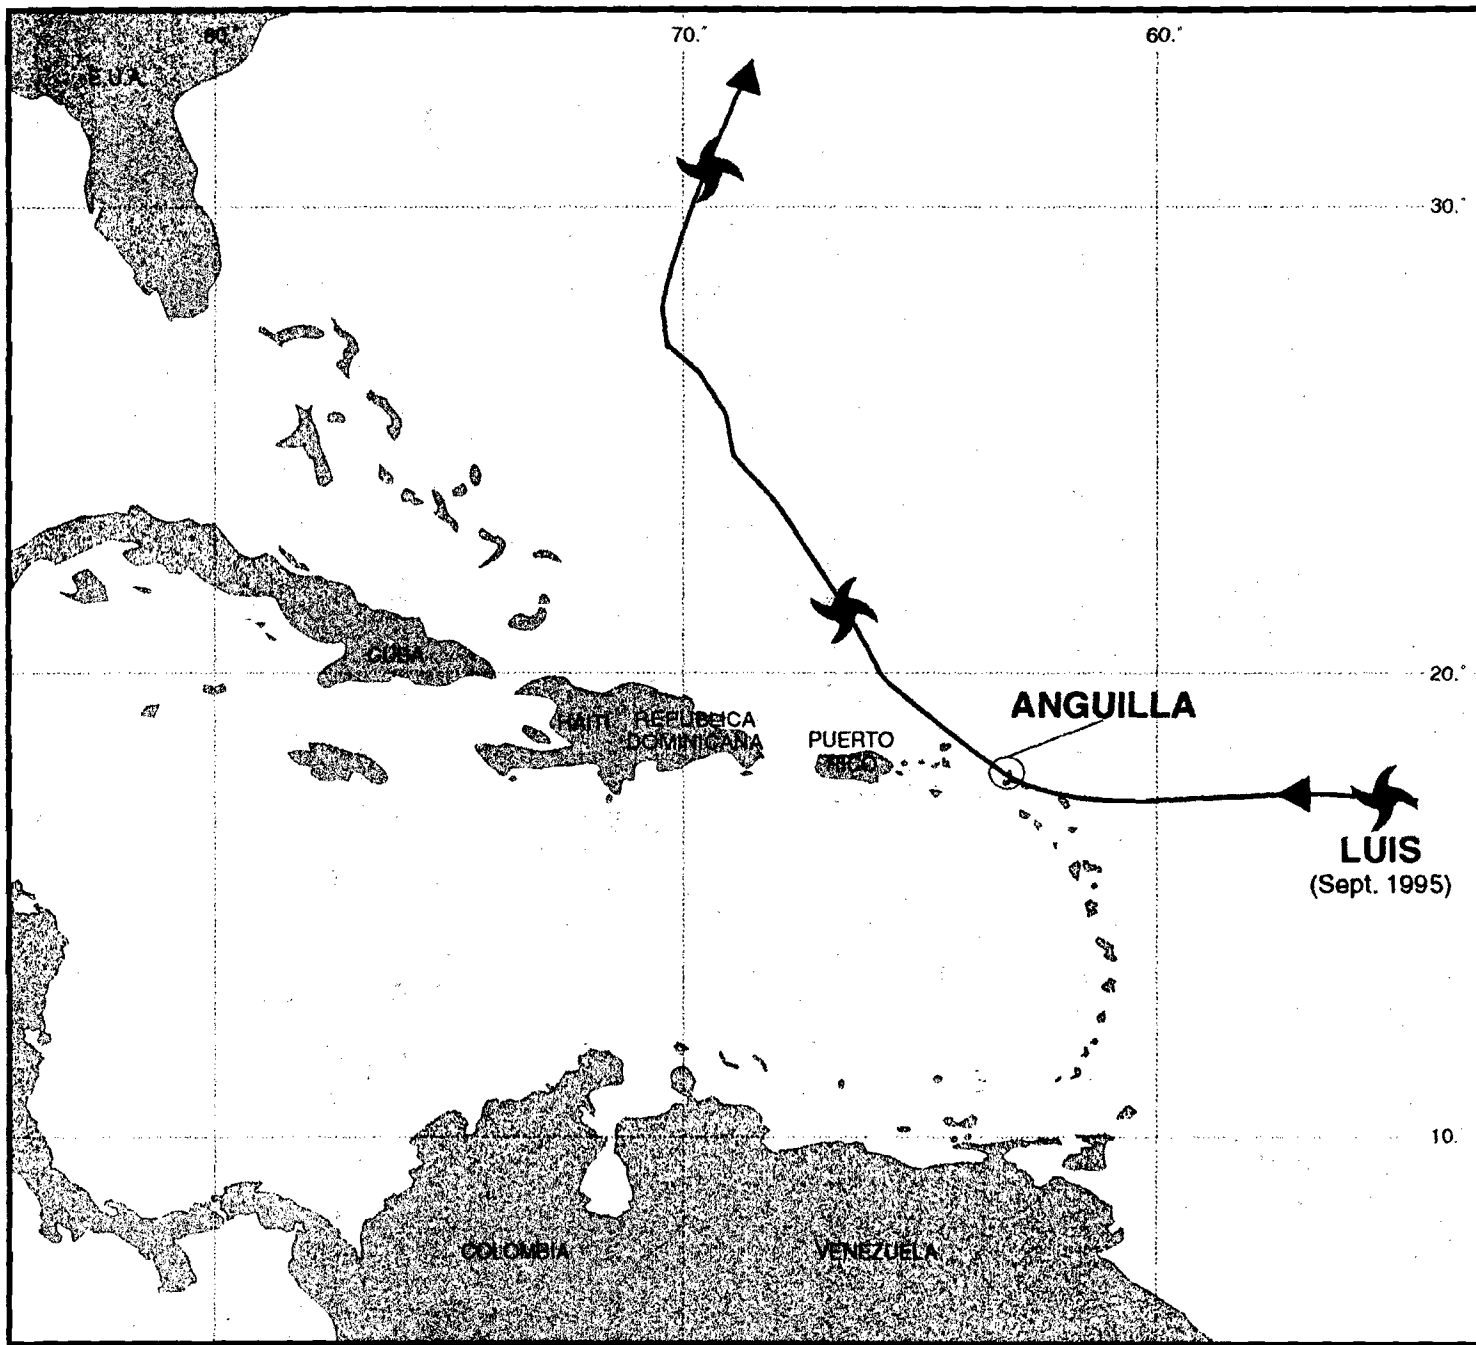 80.°
70.°
60.°
E.U.A.
30.°
CUBA
20.°
ANGUILLA
HAITI
REPUBLICA
DOMINICANA
PUERTO
RICO
LUIS
(Sept. 1995)
10.°
COLOMBIA
VENEZUELA